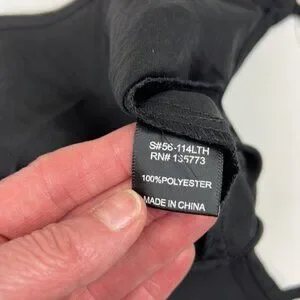 S#56-114LTH
RN# 135773
100%POLYESTER
MADE IN CHINA